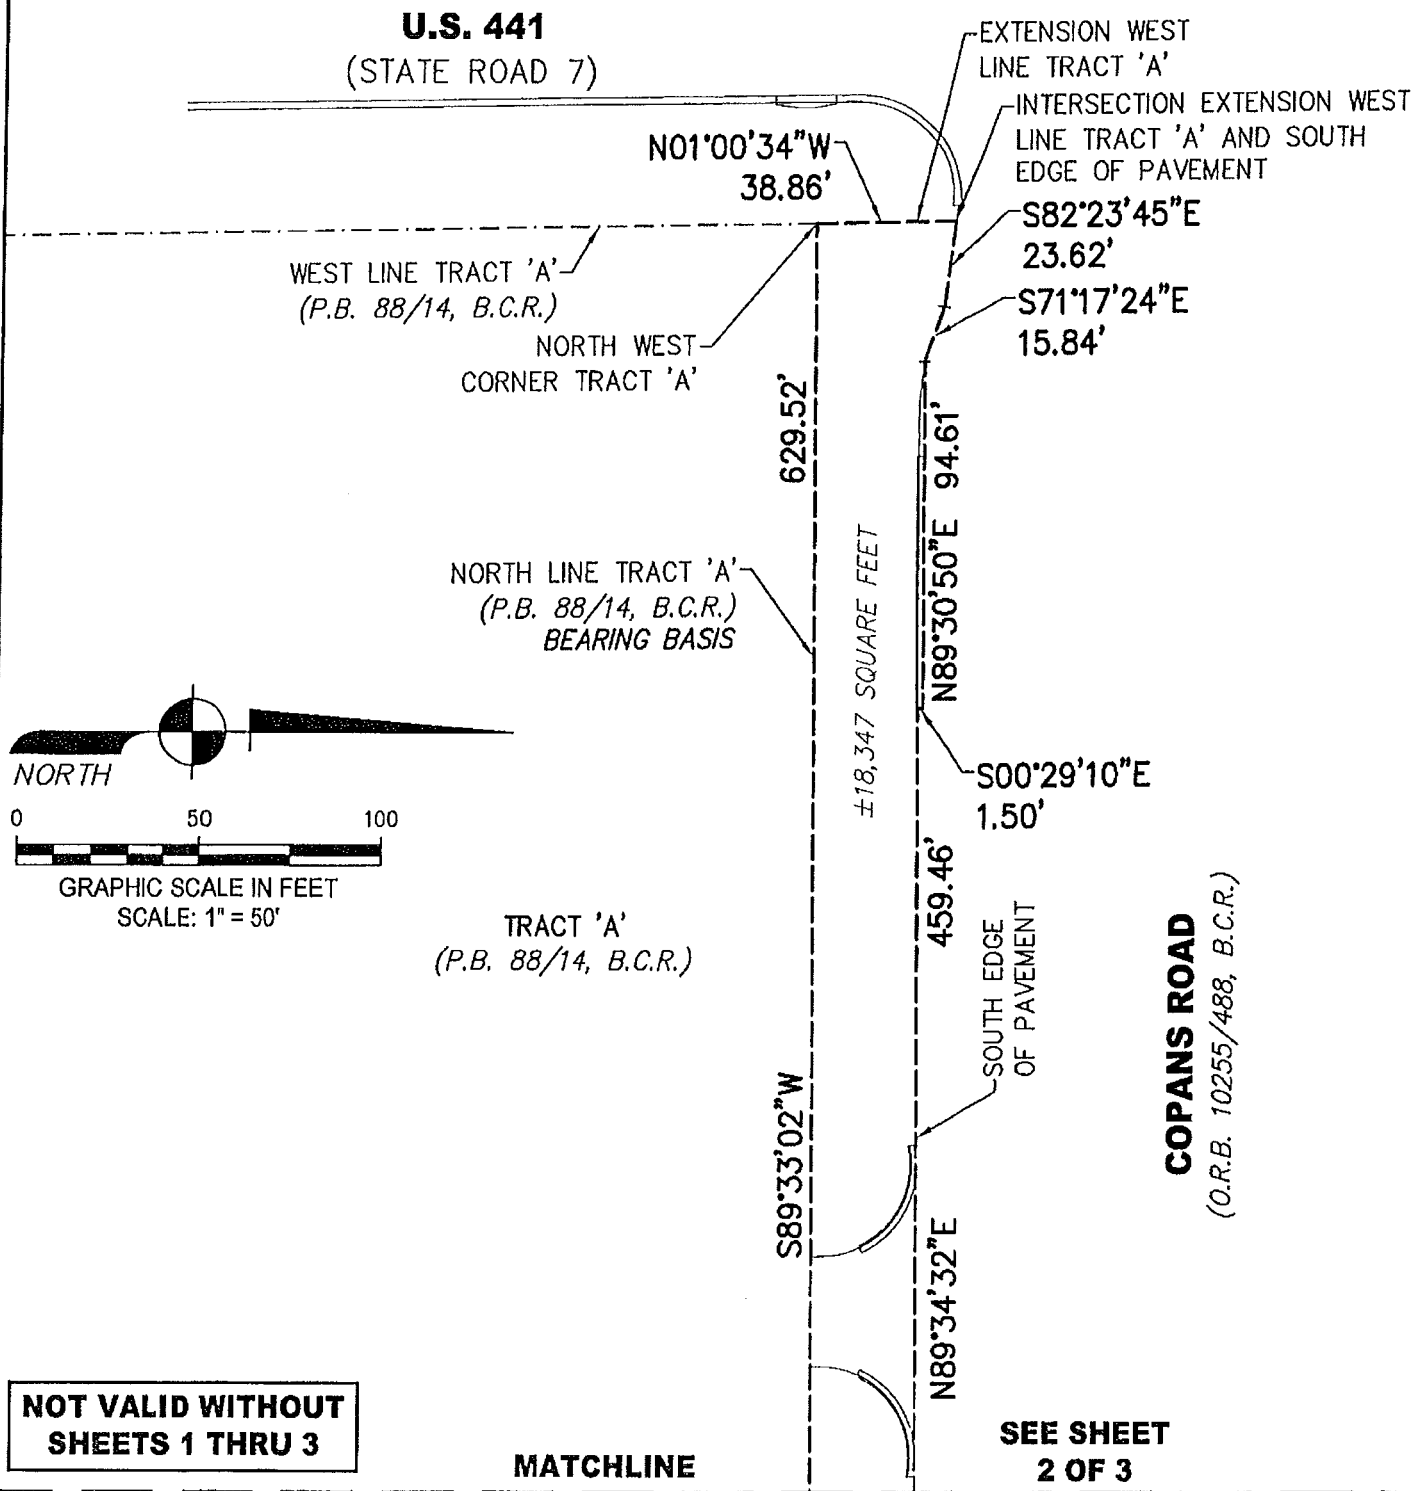 U.S. 441
(STATE ROAD 7)
EXTENSION WEST
LINE TRACT 'A'
INTERSECTION EXTENSION WEST
LINE TRACT 'A' AND SOUTH
EDGE OF PAVEMENT
N01°00'34"W
38.86'
S82°23'45"E
23.62'
S71°17'24"E
15.84'
WEST LINE TRACT 'A'
(P.B. 88/14, B.C.R.)
NORTH WEST
CORNER TRACT 'A'
629.52'
N89°30'50"E 94.61'
±18,347 SQUARE FEET
NORTH LINE TRACT 'A'
(P.B. 88/14, B.C.R.)
BEARING BASIS
NORTH
S00°29'10"E
1.50'
0 50 100
GRAPHIC SCALE IN FEET
SCALE: 1" = 50'
TRACT 'A'
(P.B. 88/14, B.C.R.)
459.46'
SOUTH EDGE
OF PAVEMENT
COPANS ROAD
(O.R.B. 10255/488, B.C.R.)
S89°33'02"W
N89°34'32"E
NOT VALID WITHOUT
SHEETS 1 THRU 3
MATCHLINE
SEE SHEET
2 OF 3